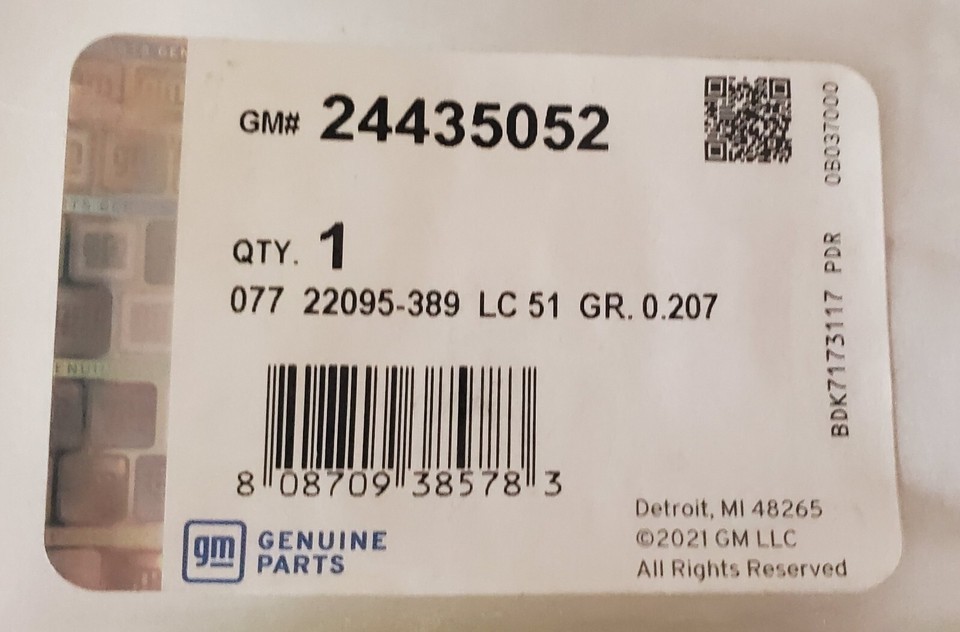 GM# 24435052
QTY. 1
077 22095-389 LC 51 GR. 0.207
8 08709 38578 3
gm GENUINE
PARTS
Detroit, MI 48265
©2021 GM LLC
All Rights Reserved
BDK7173117 PDR 0B037000